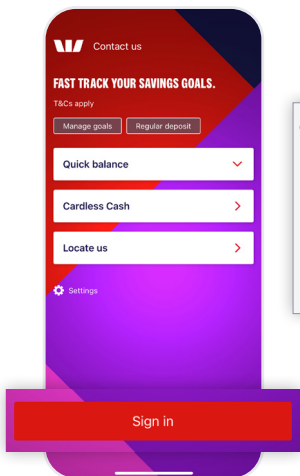 Contact us
FAST TRACK YOUR SAVINGS GOALS.
T&Cs apply
Manage goals Regular deposit
Quick balance
Cardless Cash
Locate us
Settings
Sign in